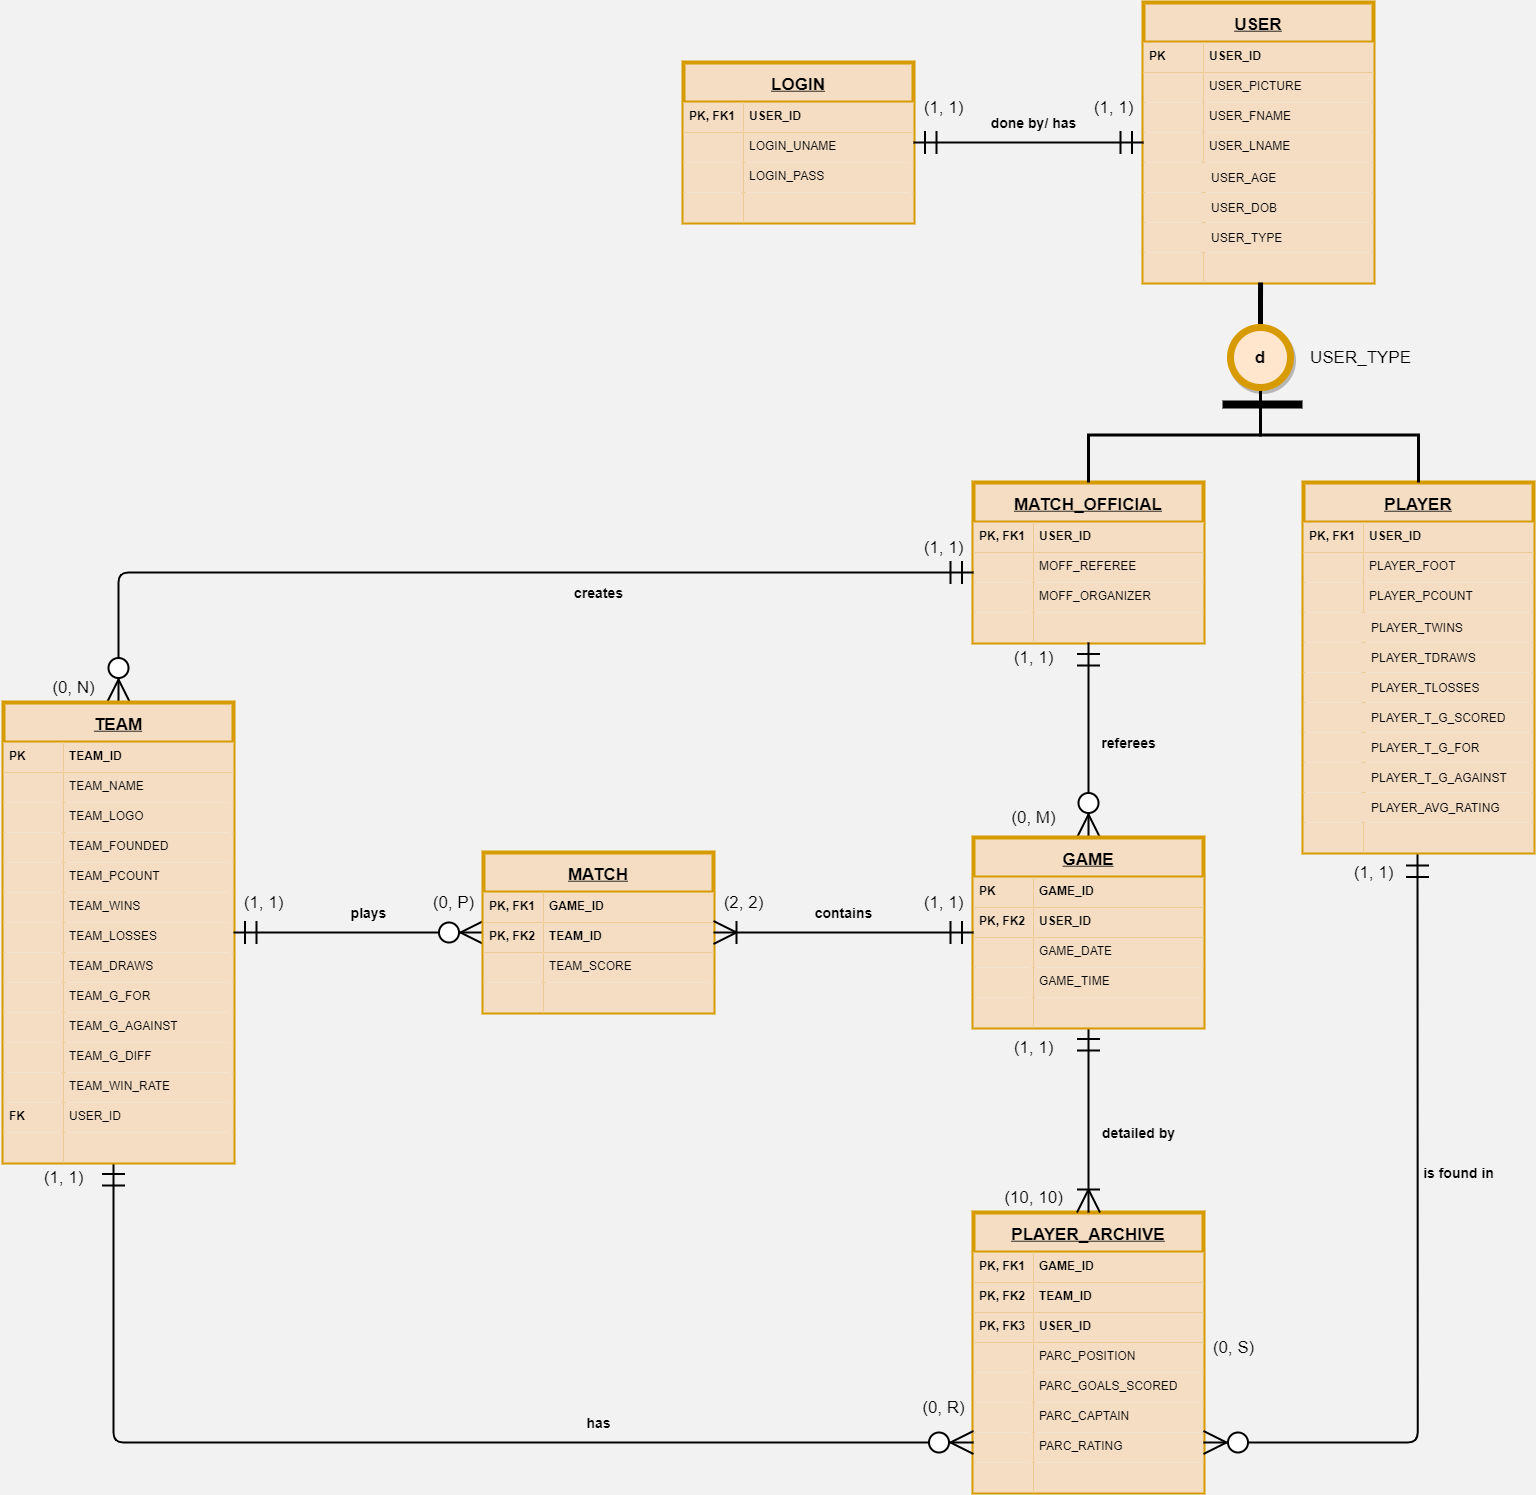 USER
PK USER_ID
USER_PICTURE
USER_FNAME
USER_LNAME
USER_AGE
USER_DOB
USER_TYPE
LOGIN
PK, FK1 USER_ID
LOGIN_UNAME
LOGIN_PASS
(1, 1)
done by/ has
(1, 1)
d
USER_TYPE
MATCH_OFFICIAL
PK, FK1 USER_ID
MOFF_REFEREE
MOFF_ORGANIZER
PLAYER
PK, FK1 USER_ID
PLAYER_FOOT
PLAYER_PCOUNT
PLAYER_TWINS
PLAYER_TDRAWS
PLAYER_TLOSSES
PLAYER_T_G_SCORED
PLAYER_T_G_FOR
PLAYER_T_G_AGAINST
PLAYER_AVG_RATING
(1, 1)
creates
(0, N)
(1, 1)
referees
(0, M)
TEAM
PK TEAM_ID
TEAM_NAME
TEAM_LOGO
TEAM_FOUNDED
TEAM_PCOUNT
TEAM_WINS
TEAM_LOSSES
TEAM_DRAWS
TEAM_G_FOR
TEAM_G_AGAINST
TEAM_G_DIFF
TEAM_WIN_RATE
FK USER_ID
(1, 1)
plays
(0, P)
MATCH
PK, FK1 GAME_ID
PK, FK2 TEAM_ID
TEAM_SCORE
(2, 2)
contains
(1, 1)
GAME
PK GAME_ID
PK, FK2 USER_ID
GAME_DATE
GAME_TIME
(1, 1)
detailed by
(10, 10)
(1, 1)
is found in
(0, S)
PLAYER_ARCHIVE
PK, FK1 GAME_ID
PK, FK2 TEAM_ID
PK, FK3 USER_ID
PARC_POSITION
PARC_GOALS_SCORED
PARC_CAPTAIN
PARC_RATING
(1, 1)
has
(0, R)